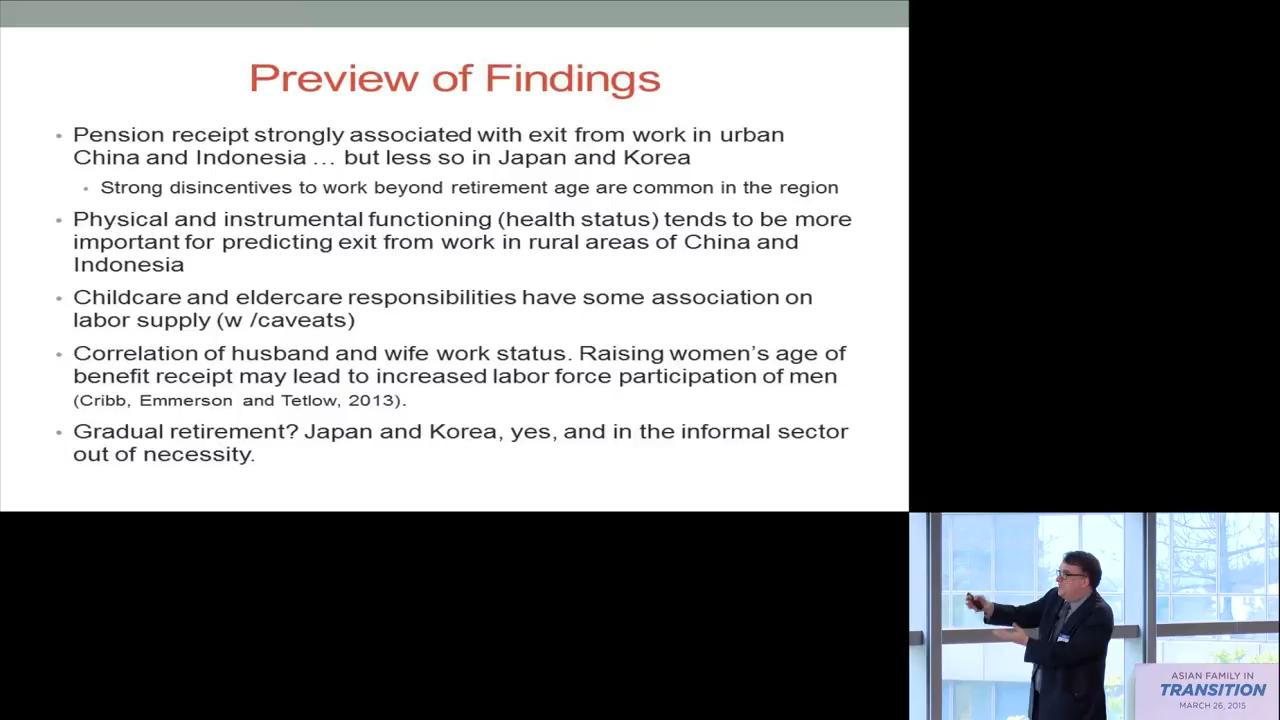 Preview of Findings
• Pension receipt strongly associated with exit from work in urban
China and Indonesia … but less so in Japan and Korea
• Strong disincentives to work beyond retirement age are common in the region
• Physical and instrumental functioning (health status) tends to be more
important for predicting exit from work in rural areas of China and
Indonesia
• Childcare and eldercare responsibilities have some association on
labor supply (w /caveats)
• Correlation of husband and wife work status. Raising women's age of
benefit receipt may lead to increased labor force participation of men
(Cribb, Emmerson and Tetlow, 2013).
• Gradual retirement? Japan and Korea, yes, and in the informal sector
out of necessity.
ASIAN FAMILY IN
TRANSITION
MARCH 26, 2015